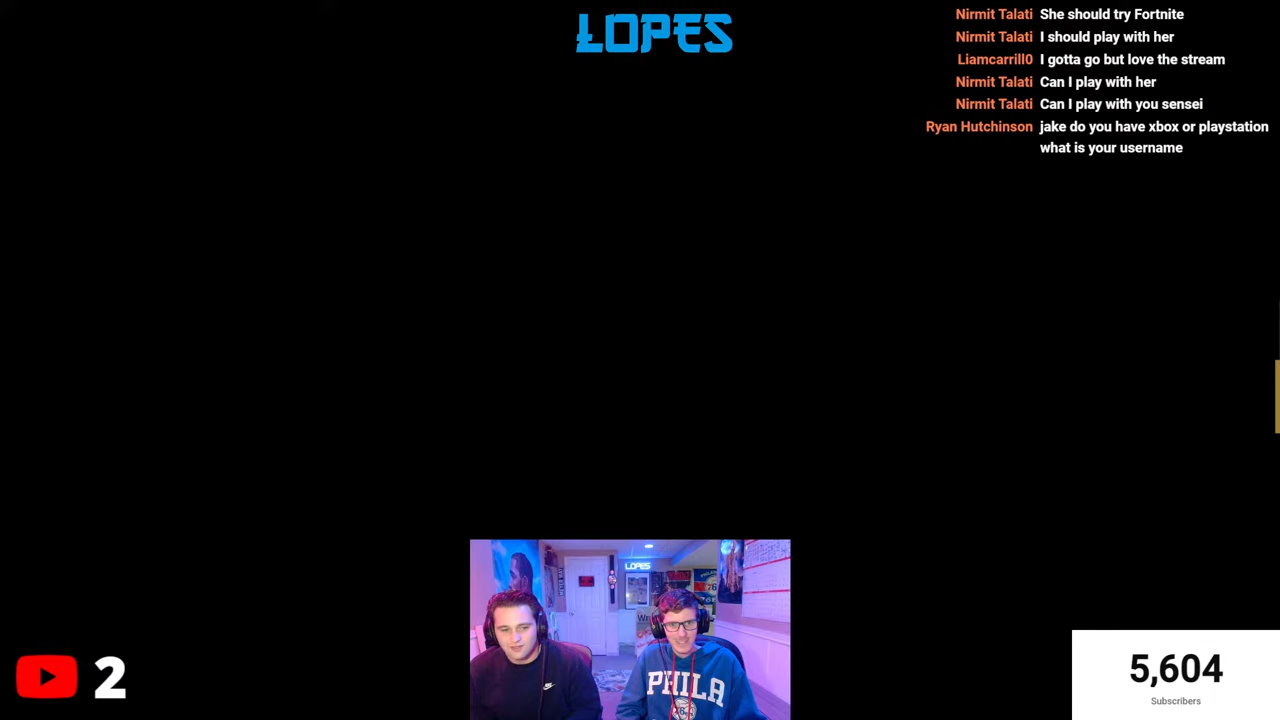 LOPES
Nirmit Talati She should try Fortnite
Nirmit Talati I should play with her
Liamcarrill0 I gotta go but love the stream
Nirmit Talati Can I play with her
Nirmit Talati Can I play with you sensei
Ryan Hutchinson jake do you have xbox or playstation
what is your username
LOPES
PHILA
76
2
5,604
Subscribers